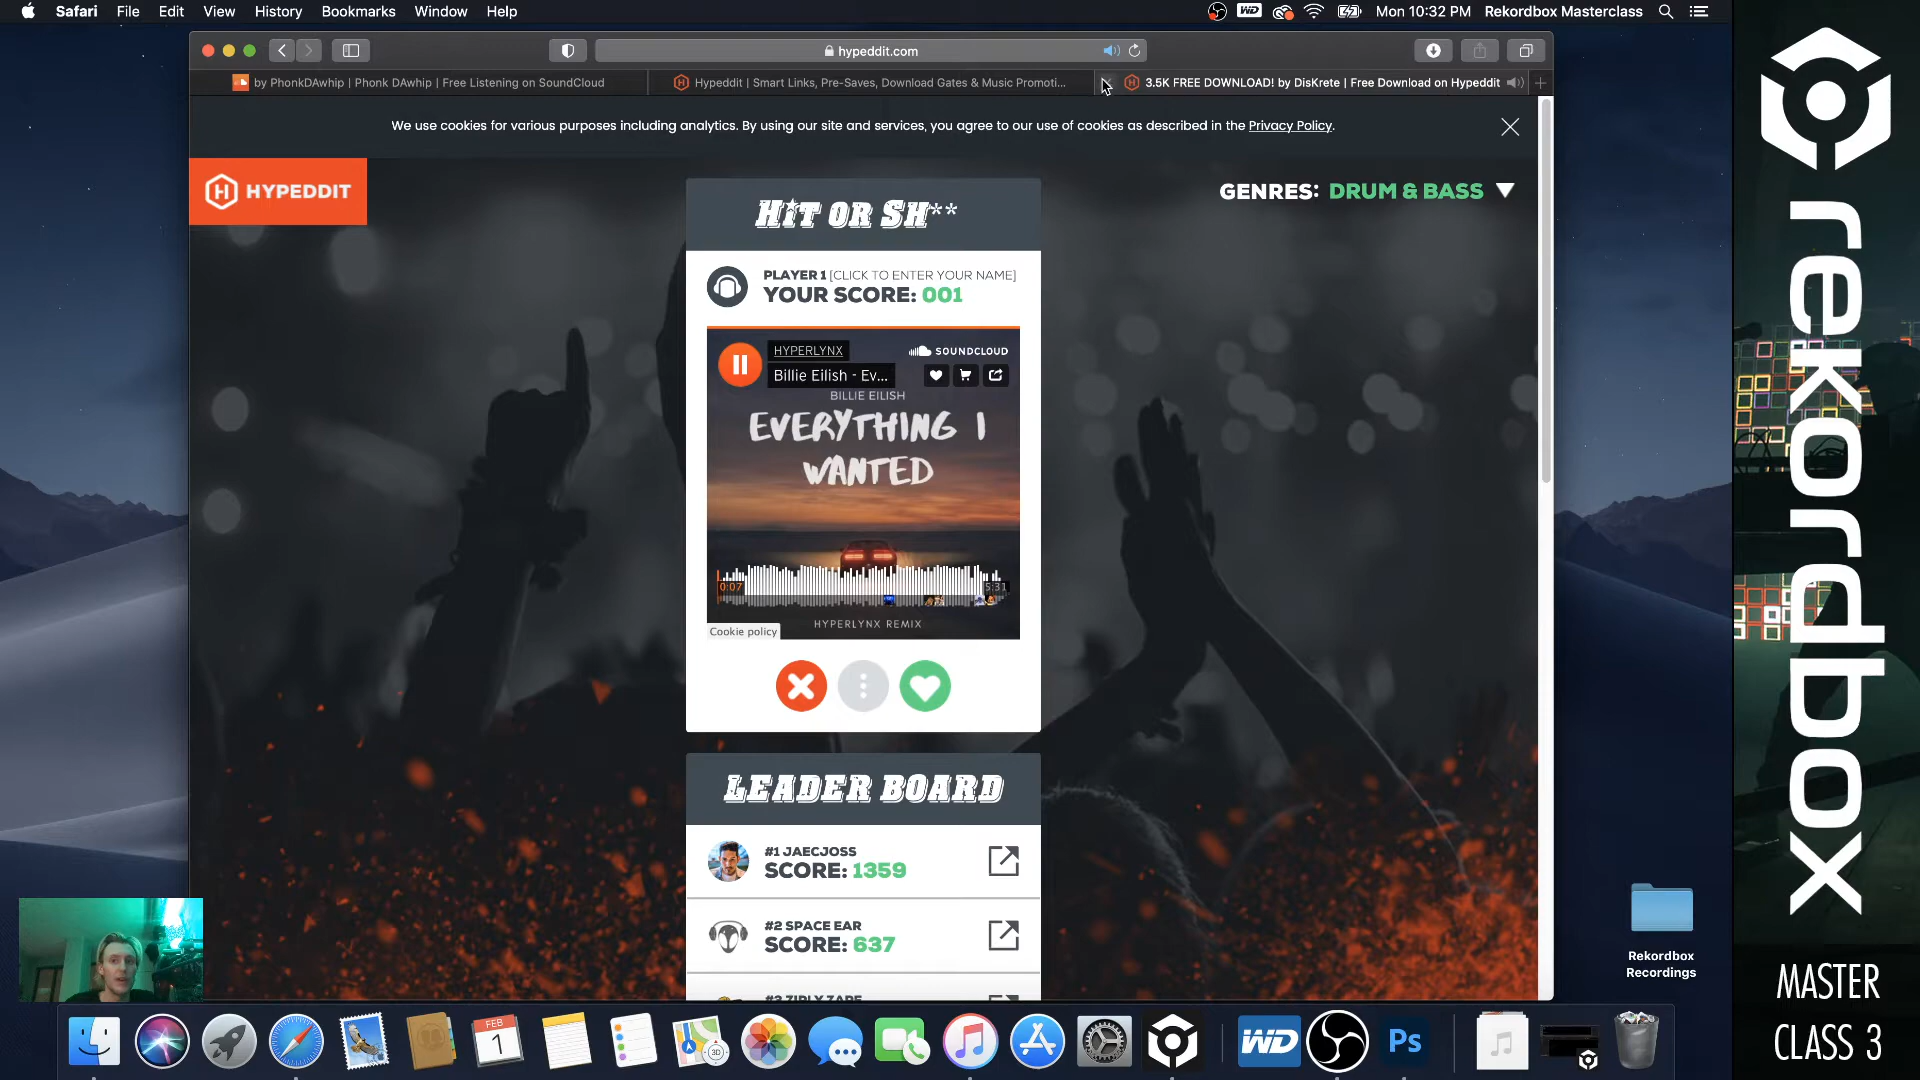 Safari File Edit View History Bookmarks Window Help
WD
Mon 10:32 PM Rekordbox Masterclass
hypeddit.com
by PhonkDAwhip | Phonk DAwhip | Free Listening on SoundCloud
Hypeddit | Smart Links, Pre-Saves, Download Gates & Music Promoti...
3.5K FREE DOWNLOAD! by DisKrete | Free Download on Hypeddit
We use cookies for various purposes including analytics. By using our site and services, you agree to our use of cookies as described in the Privacy Policy.
HYPEDDIT
GENRES: DRUM & BASS
HIT OR SH**
PLAYER 1 [CLICK TO ENTER YOUR NAME]
YOUR SCORE: 001
HYPERLYNX
SOUNDCLOUD
Billie Eilish - Ev...
BILLIE EILISH
EVERYTHING I
WANTED
0:07
5:31
HYPERLYNX REMIX
Cookie policy
LEADER BOARD
#1 JAECJOSS
SCORE: 1359
#2 SPACE EAR
SCORE: 637
Rekordbox
Recordings
FEB
1
3D
WD
Ps
rekordbox
MASTER
CLASS 3